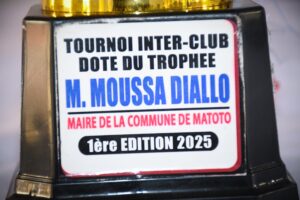 TOURNOI INTER-CLUB
DOTE DU TROPHEE
M. MOUSSA DIALLO
MAIRE DE LA COMMUNE DE MATOTO
1ère EDITION 2025